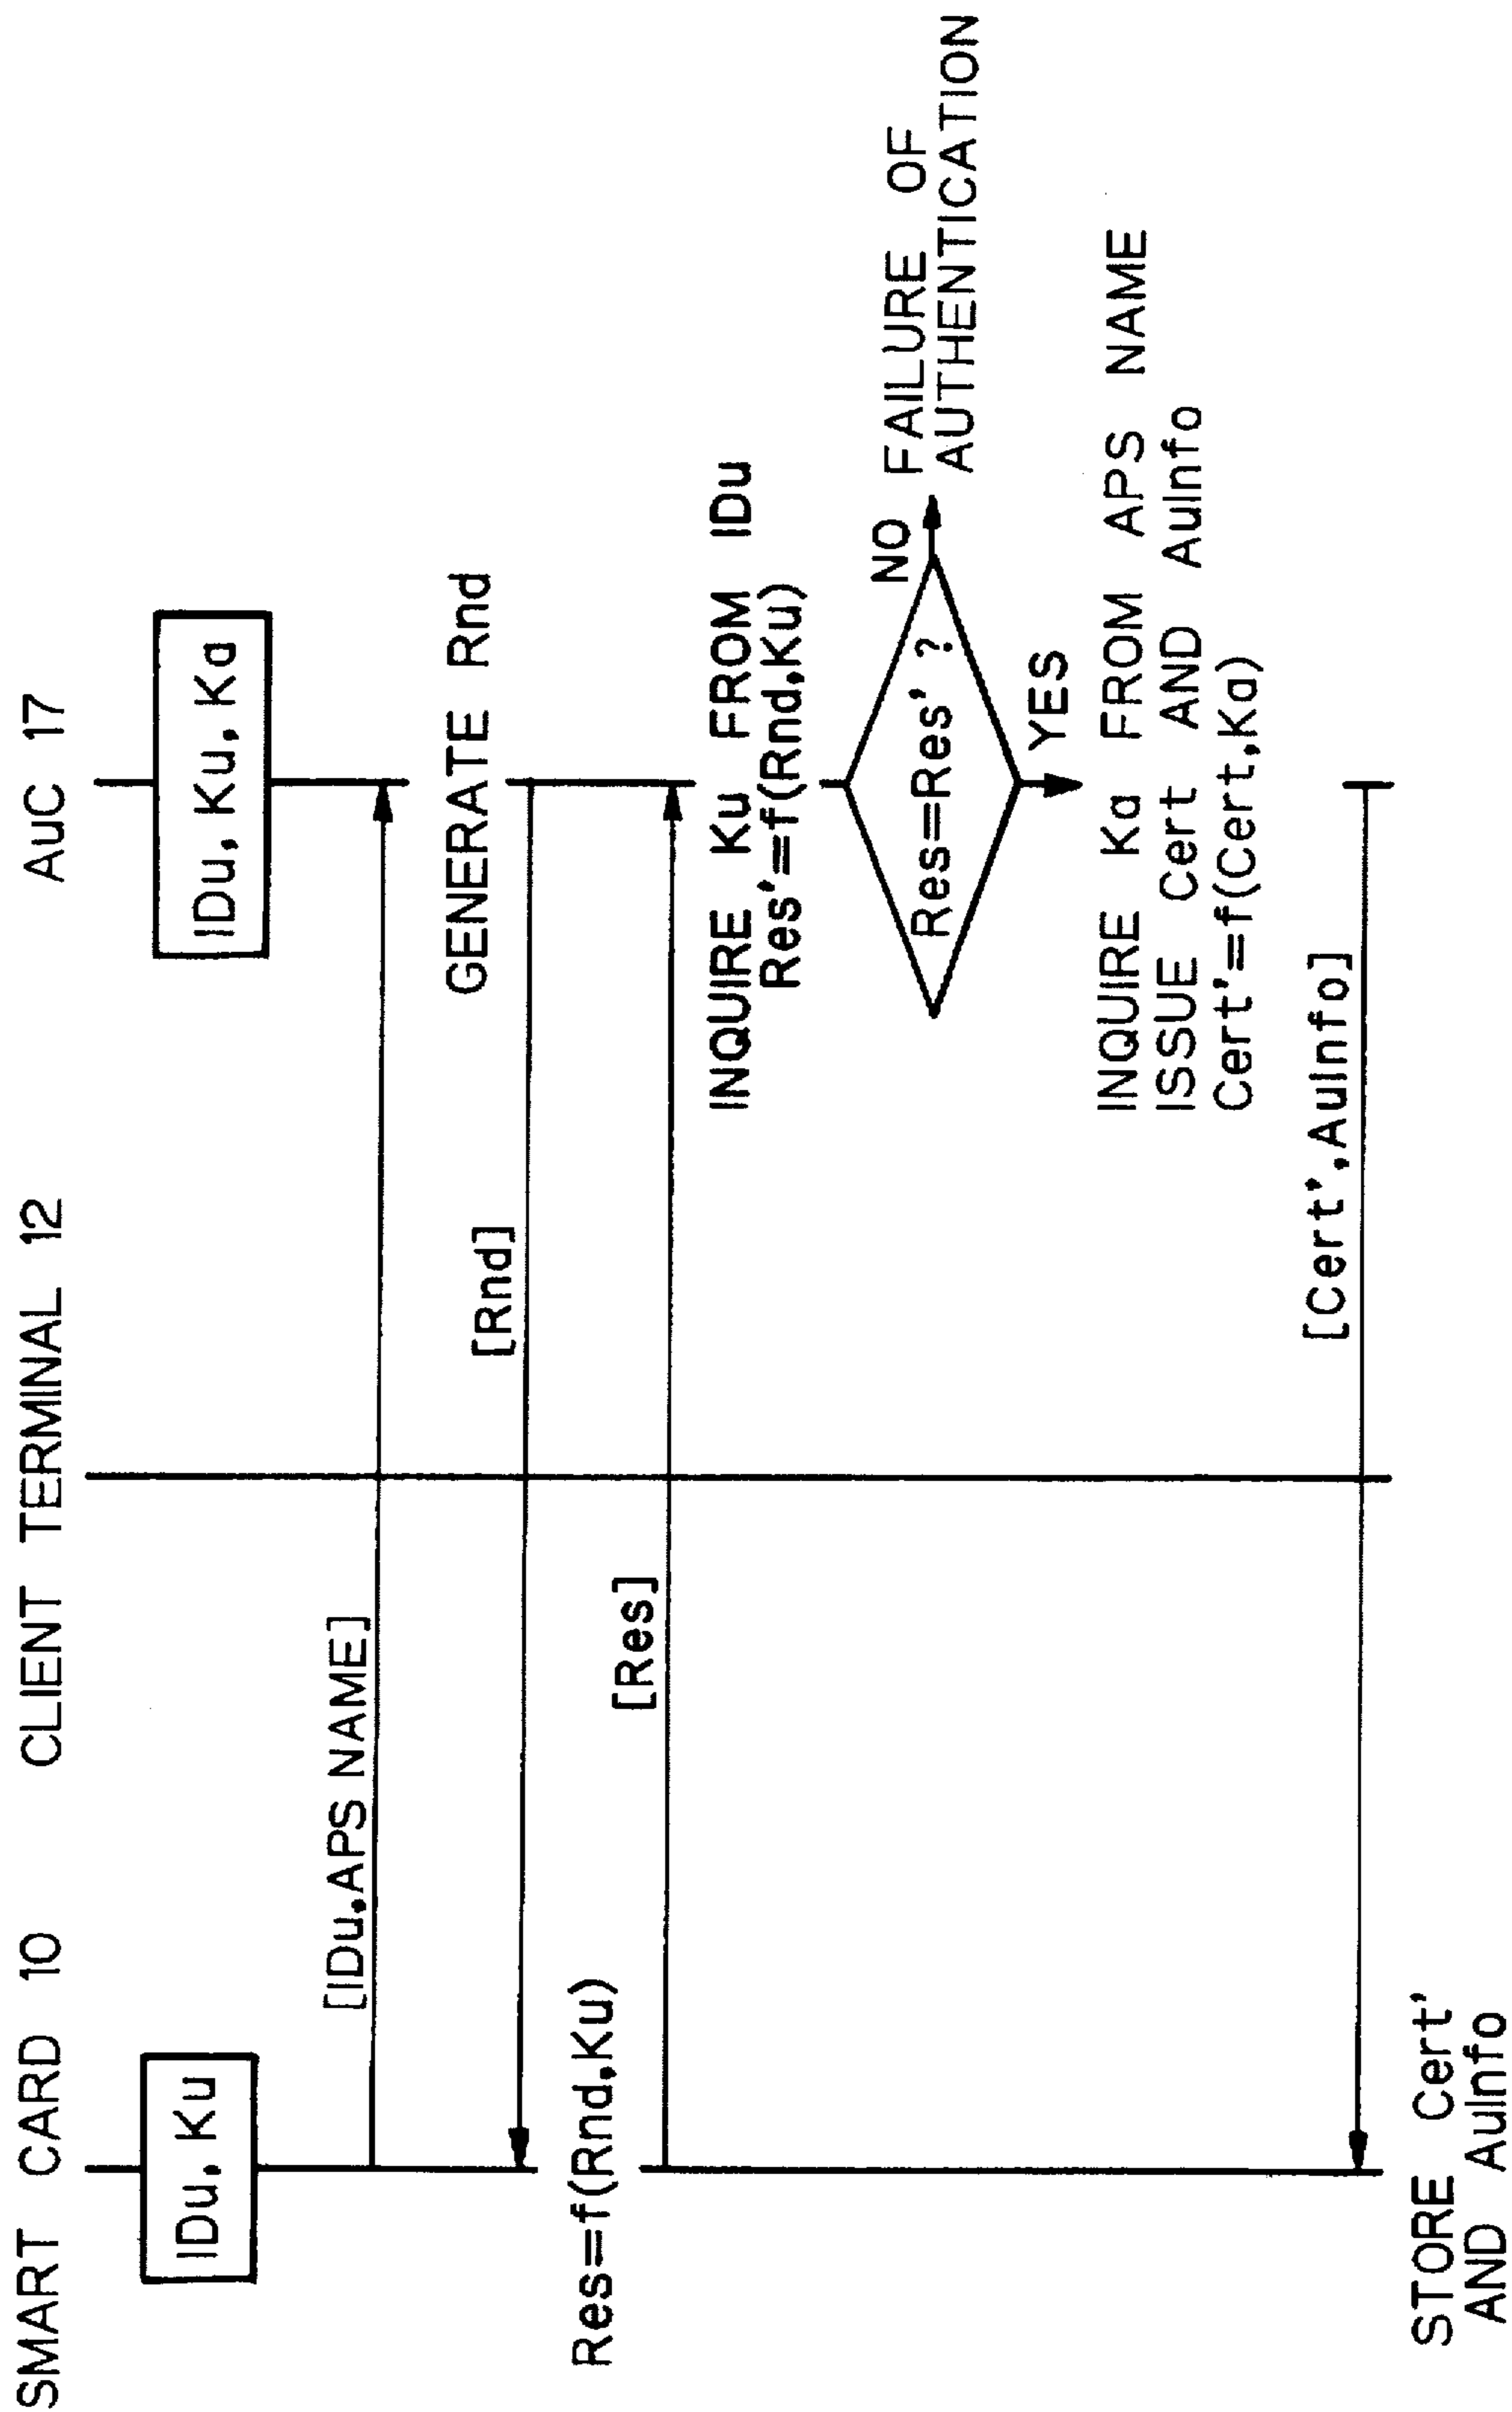 SMART CARD 10
CLIENT TERMINAL 12
AuC 17
IDu, Ku
IDu, Ku, Ka
[IDu,APS NAME]
GENERATE Rnd
[Rnd]
Res=f(Rnd,Ku)
[Res]
INQUIRE Ku FROM IDu
Res'=f(Rnd,Ku)
Res=Res' ?
NO
FAILURE OF
AUTHENTICATION
YES
INQUIRE Ka FROM APS NAME
ISSUE Cert AND AuInfo
Cert'=f(Cert,Ka)
[Cert',AuInfo]
STORE Cert'
AND AuInfo